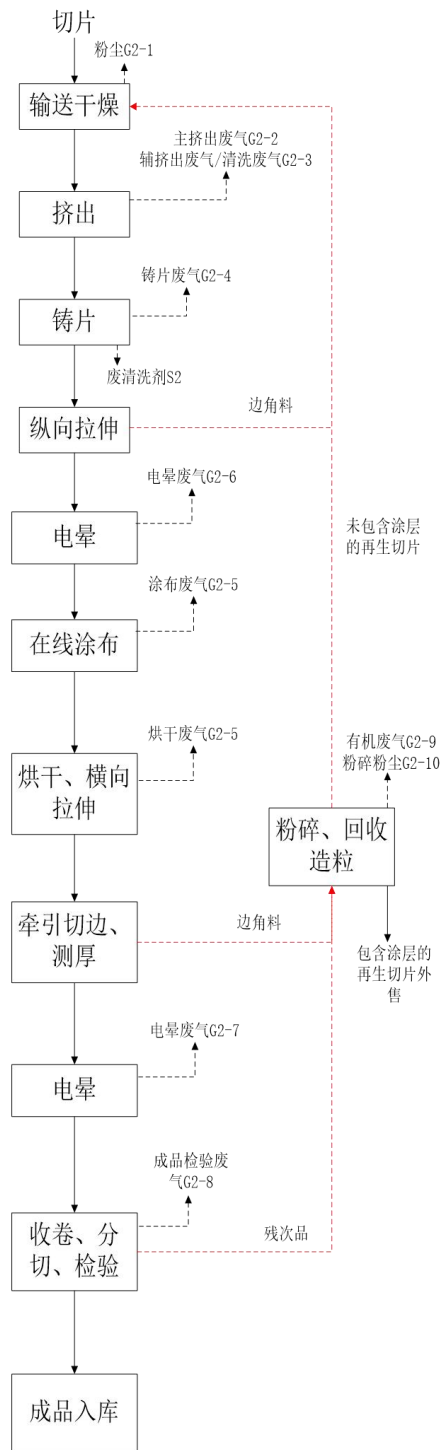 切片
粉尘G2-1
输送干燥
主挤出废气G2-2
辅挤出废气/清洗废气G2-3
挤出
铸片废气G2-4
铸片
废清洗剂S2
边角料
纵向拉伸
电晕废气G2-6
未包含涂层
的再生切片
电晕
涂布废气G2-5
在线涂布
烘干废气G2-5
有机废气G2-9
粉碎粉尘G2-10
烘干、横向
拉伸
粉碎、回收
造粒
牵引切边、
测厚
边角料
包含涂层的
再生切片外
售
电晕废气G2-7
电晕
成品检验废
气G2-8
收卷、分
切、检验
残次品
成品入库